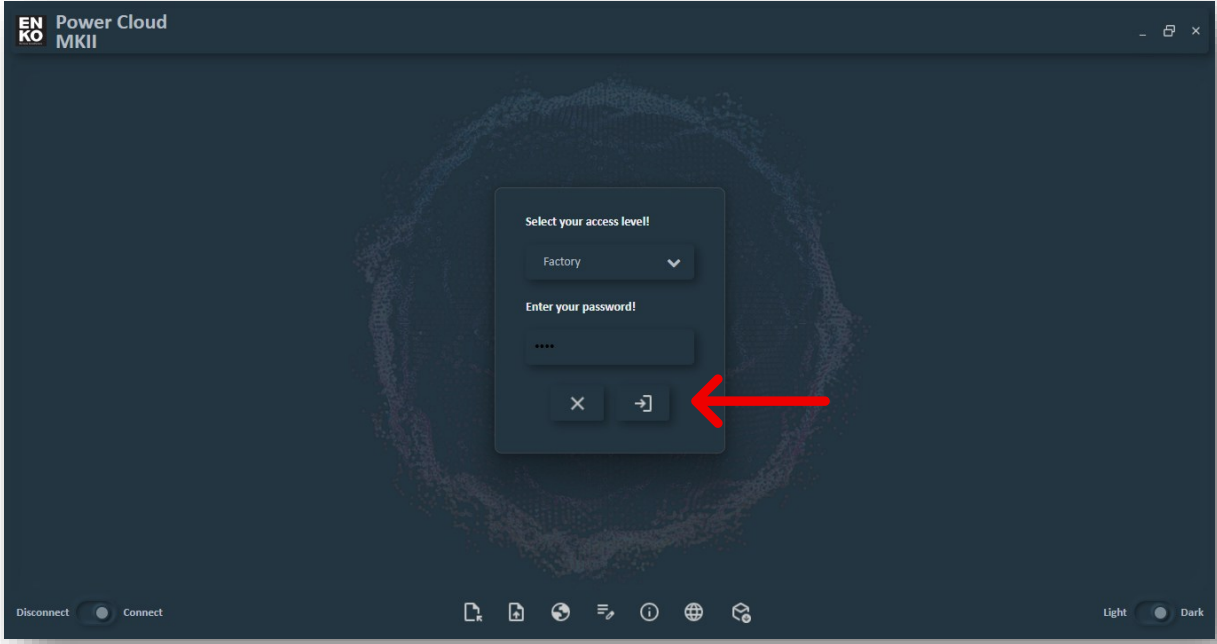 EN
KO
Power Cloud
MKII
Select your access level!
Factory
Enter your password!
••••
Disconnect
Connect
Light
Dark